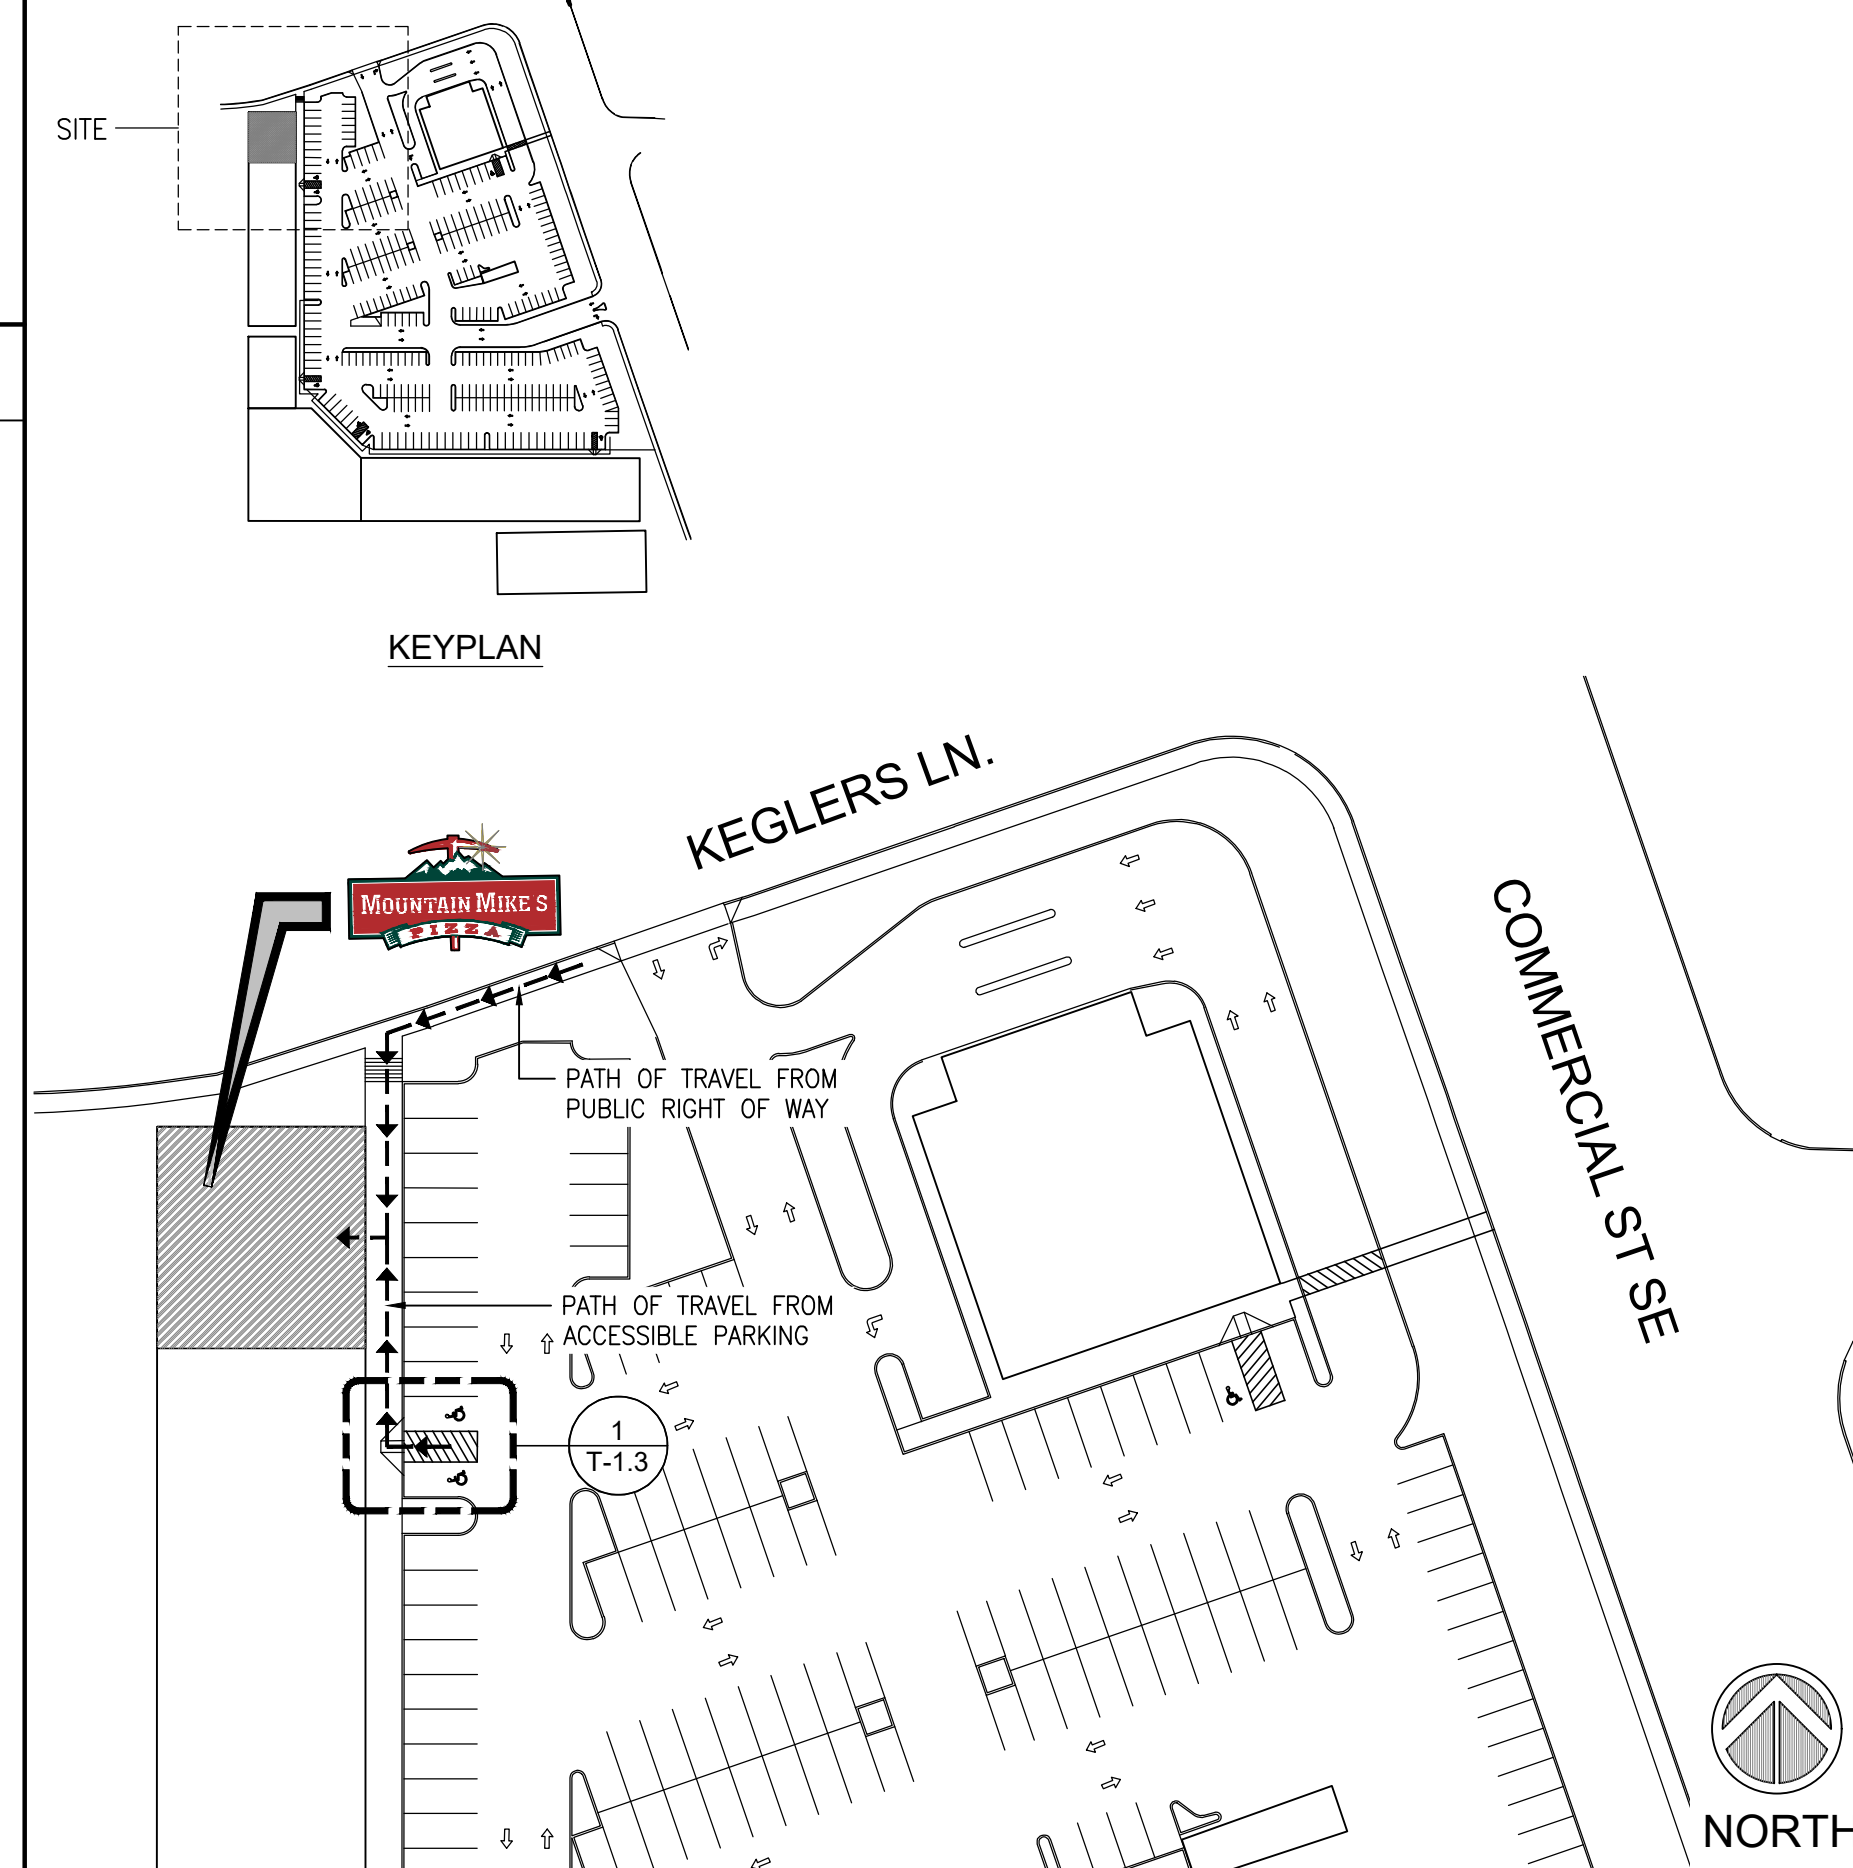 SITE
KEYPLAN
KEGLERS LN.
COMMERCIAL ST SE
MOUNTAIN MIKE S
PIZZA
PATH OF TRAVEL FROM
PUBLIC RIGHT OF WAY
PATH OF TRAVEL FROM
ACCESSIBLE PARKING
1
T-1.3
NORTH